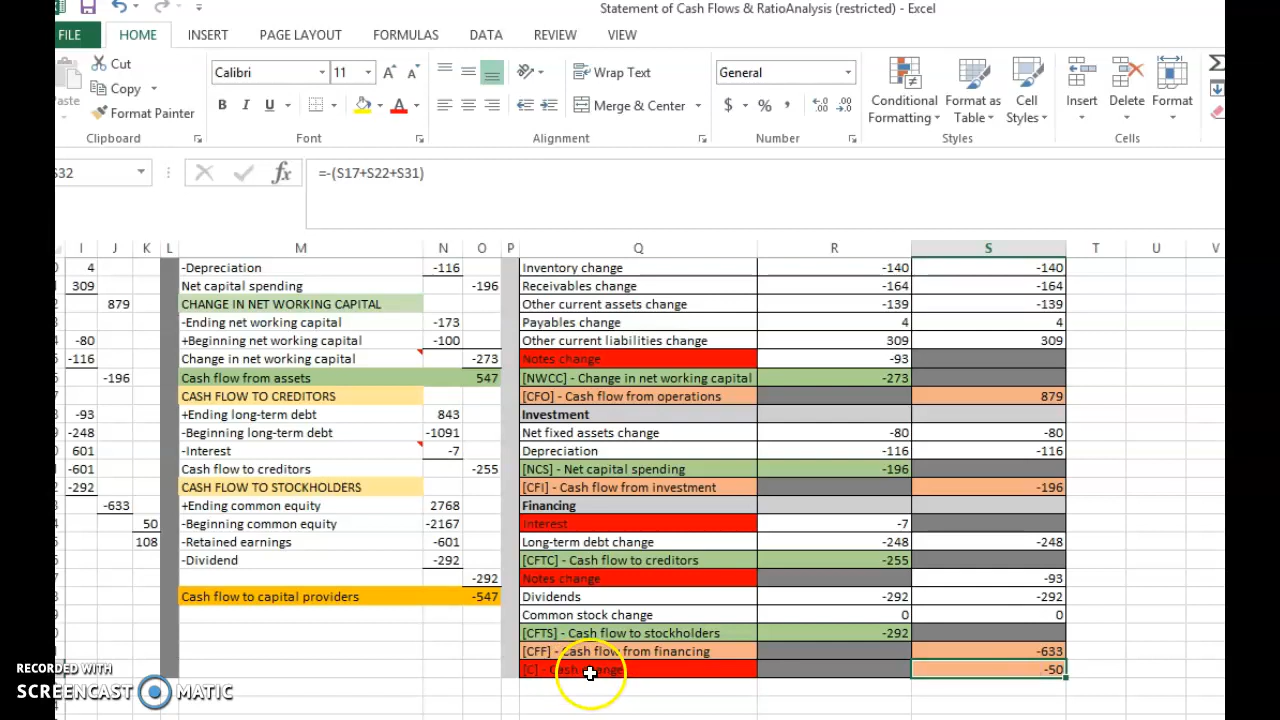 Statement of Cash Flows & RatioAnalysis (restricted) - Excel
FILE HOME INSERT PAGE LAYOUT FORMULAS DATA REVIEW VIEW
Cut
Copy
Format Painter
Clipboard
Calibri 11
B I U
Font
Wrap Text
Merge & Center
Alignment
General
$ % ,
Number
Conditional Formatting
Format as Table
Cell Styles
Styles
Insert Delete Format
Cells
fx =-(S17+S22+S31)
I J K L M N O P Q R S T U V
4 -Depreciation -116 Inventory change -140 -140
309 Net capital spending -196 Receivables change -164 -164
879 CHANGE IN NET WORKING CAPITAL Other current assets change -139 -139
-Ending net working capital -173 Payables change 4 4
-80 +Beginning net working capital -100 Other current liabilities change 309 309
-116 Change in net working capital -273 Notes change -93
-196 Cash flow from assets 547 [NWCC] - Change in net working capital -273
CASH FLOW TO CREDITORS [CFO] - Cash flow from operations 879
-93 +Ending long-term debt 843 Investment
-248 -Beginning long-term debt -1091 Net fixed assets change -80 -80
601 -Interest -7 Depreciation -116 -116
-601 Cash flow to creditors -255 [NCS] - Net capital spending -196
-292 CASH FLOW TO STOCKHOLDERS [CFI] - Cash flow from investment -196
-633 +Ending common equity 2768 Financing
50 -Beginning common equity -2167 Interest -7
108 -Retained earnings -601 Long-term debt change -248 -248
-Dividend -292 [CFTC] - Cash flow to creditors -255
-292 Notes change -93
Cash flow to capital providers -547 Dividends -292 -292
Common stock change 0 0
[CFTS] - Cash flow to stockholders -292
[CFF] - Cash flow from financing -633
[C] - Cash change -50
RECORDED WITH
SCREENCAST MATIC